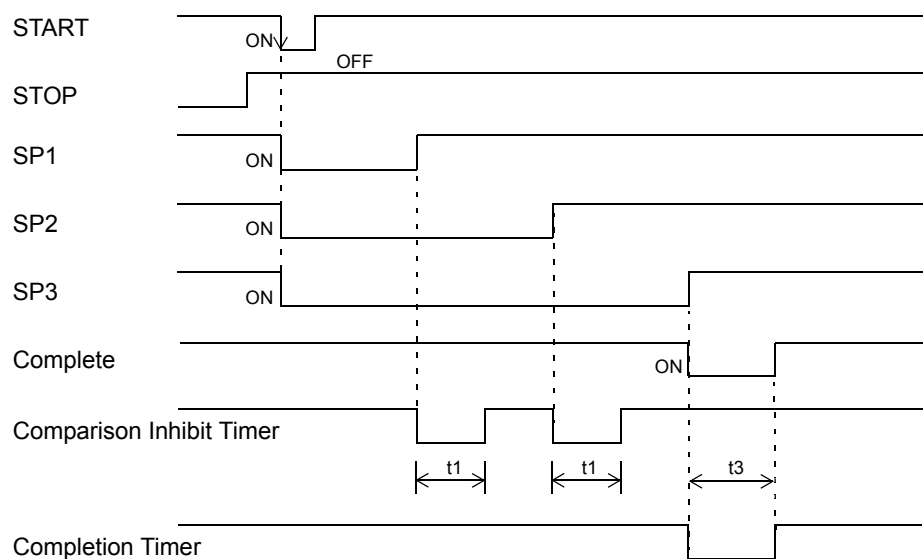 START
ON
OFF
STOP
SP1
ON
SP2
ON
SP3
ON
Complete
ON
Comparison Inhibit Timer
t1
t1
t3
Completion Timer